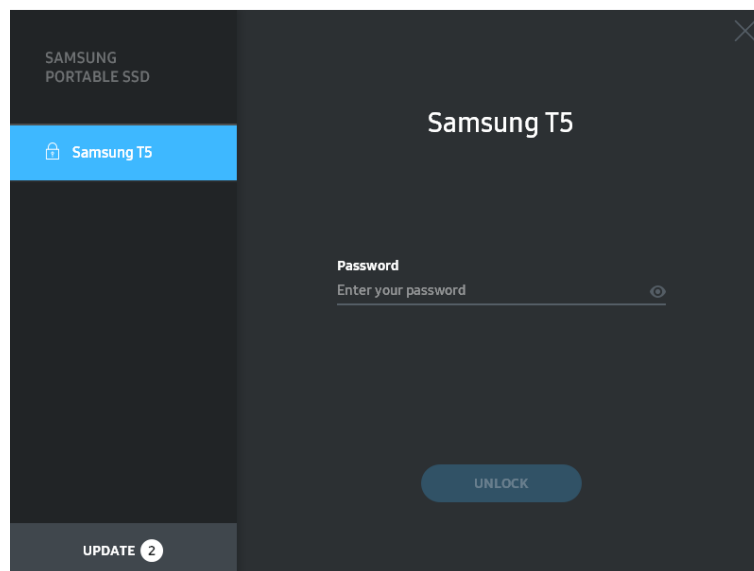 SAMSUNG
PORTABLE SSD
Samsung T5
Samsung T5
Password
Enter your password
UNLOCK
UPDATE 2